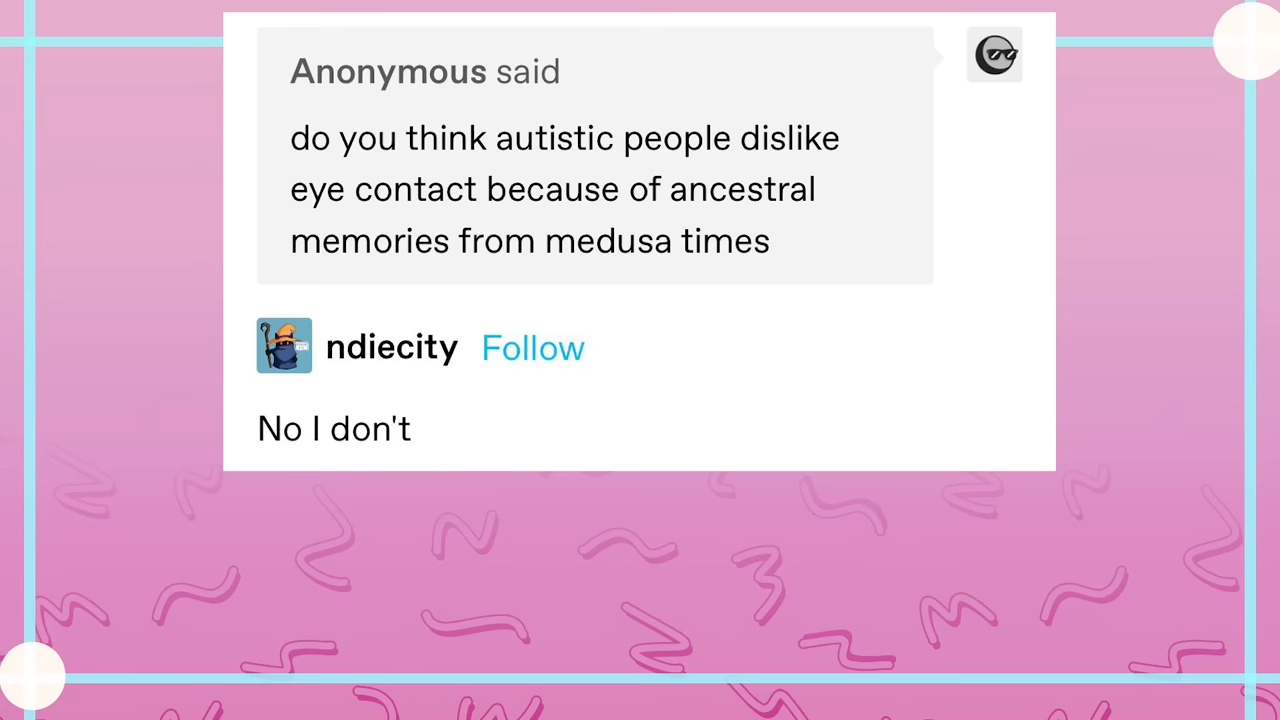 Anonymous said
do you think autistic people dislike
eye contact because of ancestral
memories from medusa times
ndiecity Follow
No I don't